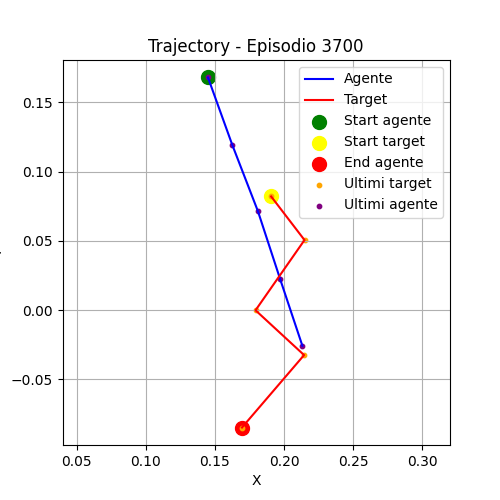 Trajectory - Episodio 3700
Agente
Target
Start agente
Start target
End agente
Ultimi target
Ultimi agente
0.15
0.10
0.05
0.00
−0.05
0.05
0.10
0.15
0.20
0.25
0.30
X